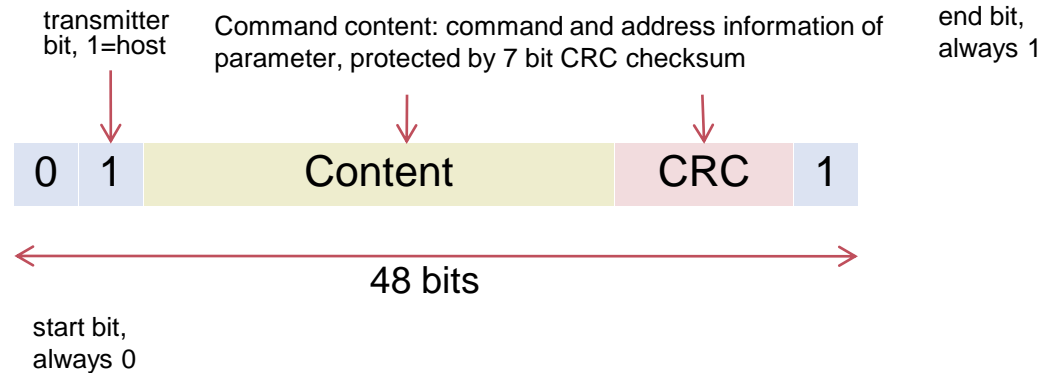 transmitter
bit, 1=host
Command content: command and address information of
parameter, protected by 7 bit CRC checksum
end bit,
always 1
0 1 Content CRC 1
48 bits
start bit,
always 0